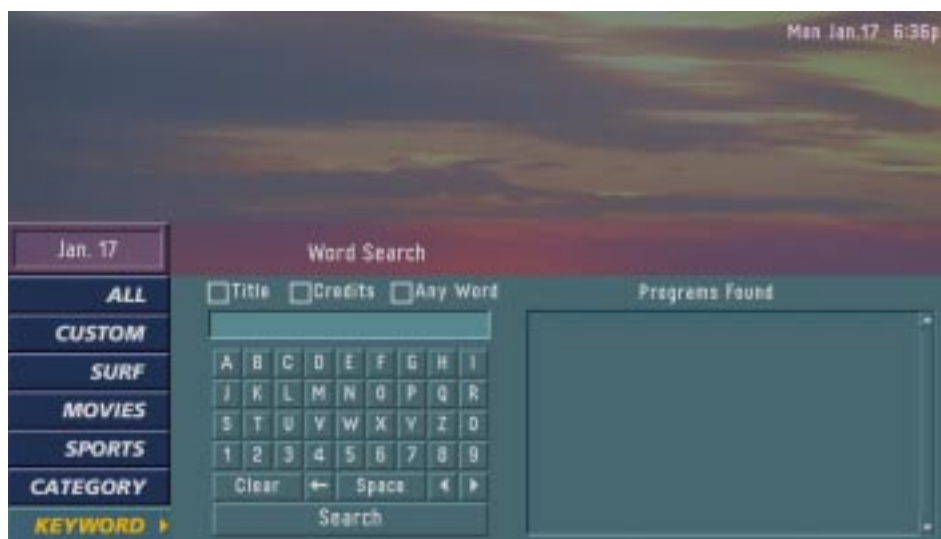 Mon Jan.17 6:36p
Jan. 17
Word Search
ALL
CUSTOM
SURF
MOVIES
SPORTS
CATEGORY
KEYWORD
Title Credits Any Word
A B C D E F G H I
J K L M N O P Q R
S T U V W X Y Z 0
1 2 3 4 5 6 7 8 9
Clear ← Space
Search
Programs Found